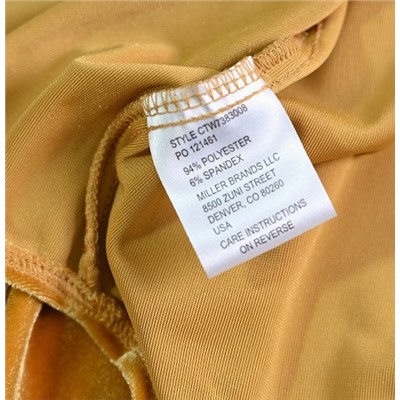 STYLE CTW7383008
PO 121461
94% POLYESTER
6% SPANDEX
MILLER BRANDS LLC
8500 ZUNI STREET
DENVER, CO 80260
USA
CARE INSTRUCTIONS
ON REVERSE